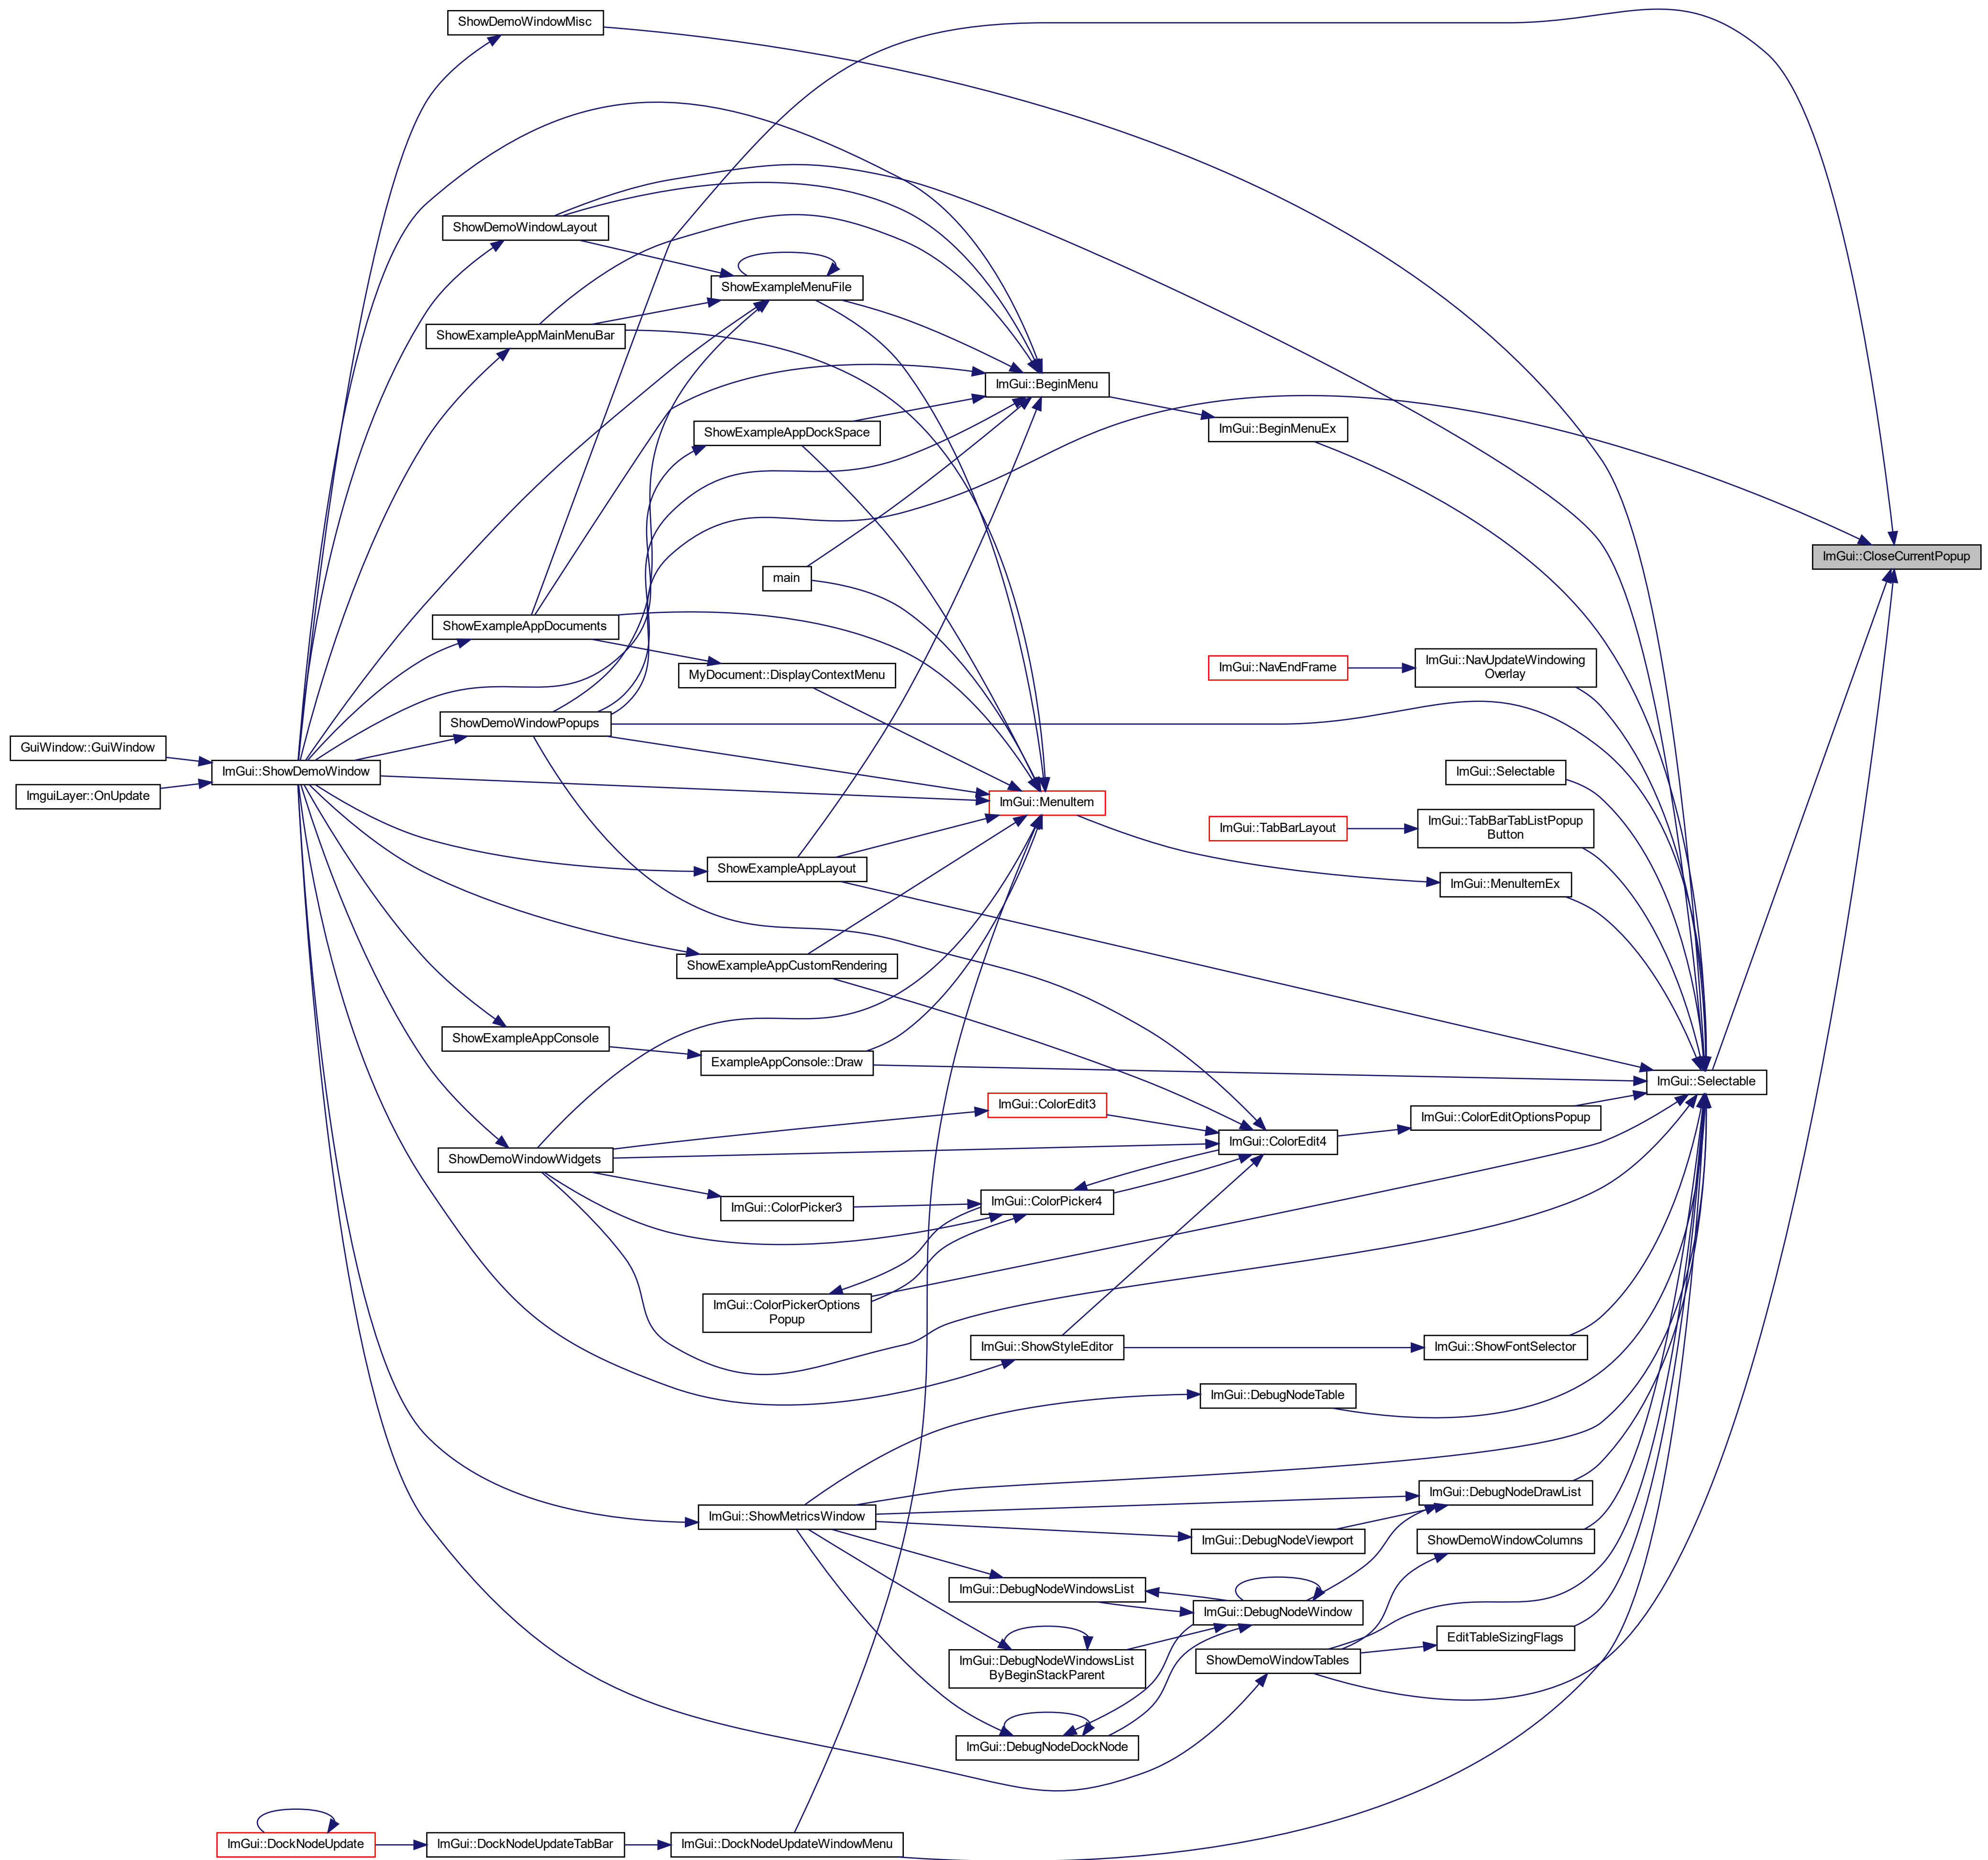 ShowDemoWindowMisc
ShowDemoWindowLayout
ShowExampleMenuFile
ShowExampleAppMainMenuBar
ImGui::BeginMenu
ImGui::BeginMenuEx
ShowExampleAppDockSpace
ImGui::CloseCurrentPopup
main
ShowExampleAppDocuments
MyDocument::DisplayContextMenu
ImGui::NavEndFrame
ImGui::NavUpdateWindowing
Overlay
ShowDemoWindowPopups
GuiWindow::GuiWindow
ImGui::ShowDemoWindow
ImguiLayer::OnUpdate
ImGui::Selectable
ImGui::MenuItem
ImGui::TabBarLayout
ImGui::TabBarTabListPopup
Button
ShowExampleAppLayout
ImGui::MenuItemEx
ShowExampleAppCustomRendering
ShowExampleAppConsole
ExampleAppConsole::Draw
ImGui::Selectable
ImGui::ColorEdit3
ImGui::ColorEditOptionsPopup
ImGui::ColorEdit4
ShowDemoWindowWidgets
ImGui::ColorPicker3
ImGui::ColorPicker4
ImGui::ColorPickerOptions
Popup
ImGui::ShowStyleEditor
ImGui::ShowFontSelector
ImGui::DebugNodeTable
ImGui::DebugNodeDrawList
ImGui::ShowMetricsWindow
ImGui::DebugNodeViewport
ShowDemoWindowColumns
ImGui::DebugNodeWindowsList
ImGui::DebugNodeWindow
EditTableSizingFlags
ImGui::DebugNodeWindowsList
ByBeginStackParent
ShowDemoWindowTables
ImGui::DebugNodeDockNode
ImGui::DockNodeUpdate
ImGui::DockNodeUpdateTabBar
ImGui::DockNodeUpdateWindowMenu